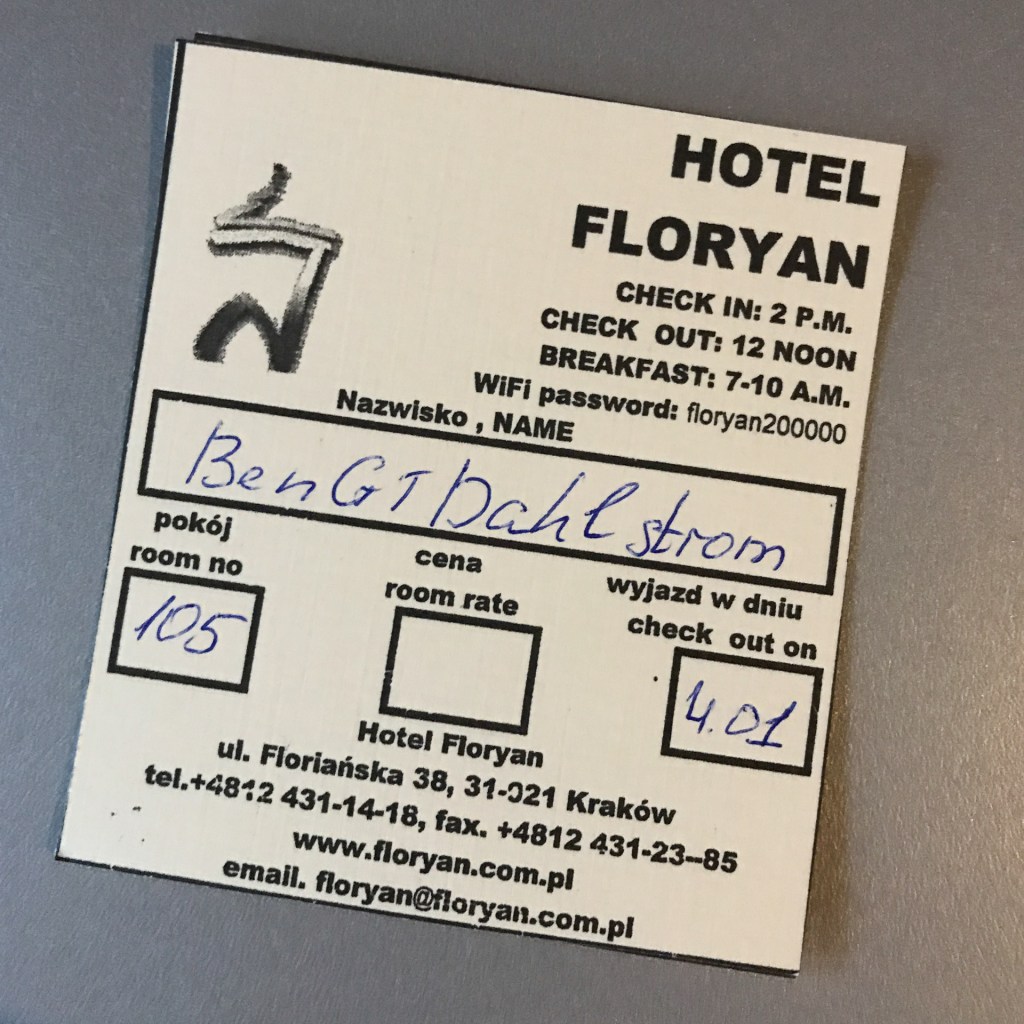 HOTEL
FLORYAN
CHECK IN: 2 P.M.
CHECK OUT: 12 NOON
BREAKFAST: 7-10 A.M.
WiFi password: floryan200000
Nazwisko , NAME
BenGT Dahlstrom
pokój
room no
105
cena
room rate
wyjazd w dniu
check out on
4.01
Hotel Floryan
ul. Floriańska 38, 31-021 Kraków
tel.+4812 431-14-18, fax. +4812 431-23--85
www.floryan.com.pl
email. floryan@floryan.com.pl